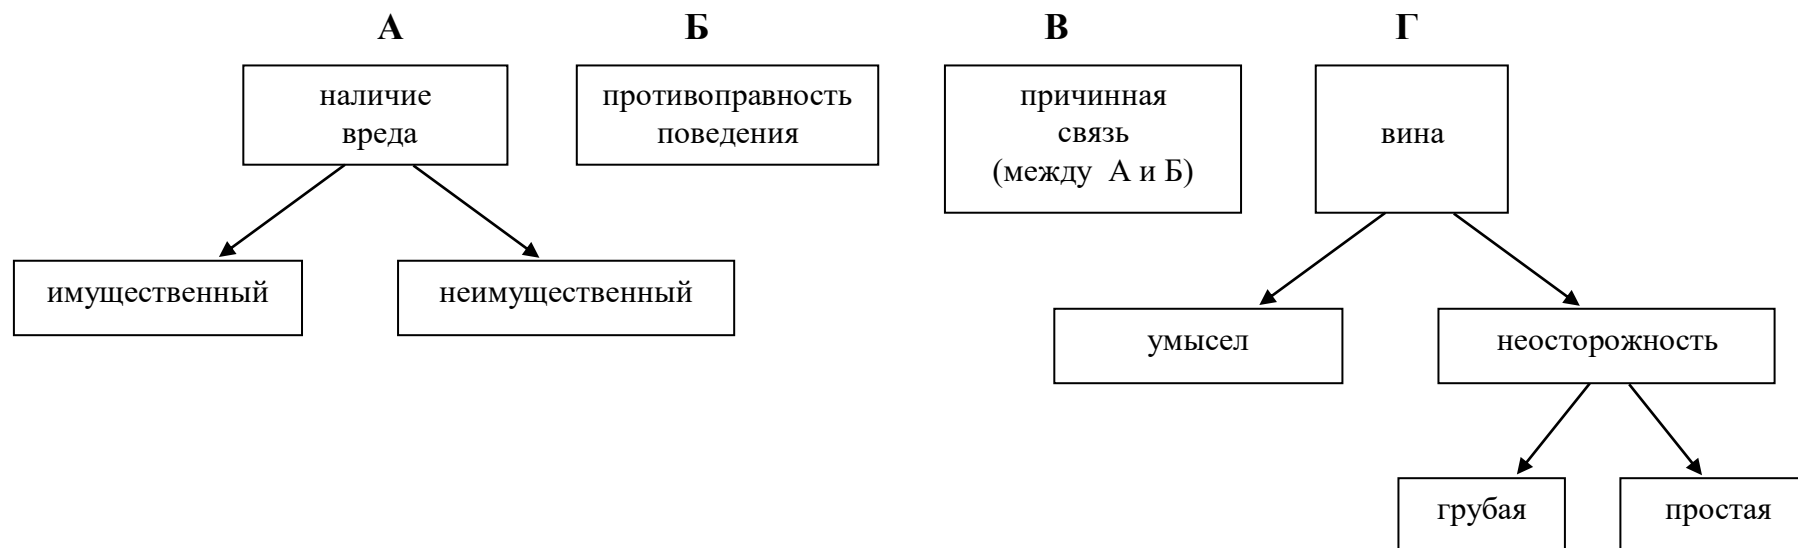 А Б В Г
наличие
вреда
противоправность
поведения
причинная
связь
(между А и Б)
вина
имущественный
неимущественный
умысел
неосторожность
грубая
простая